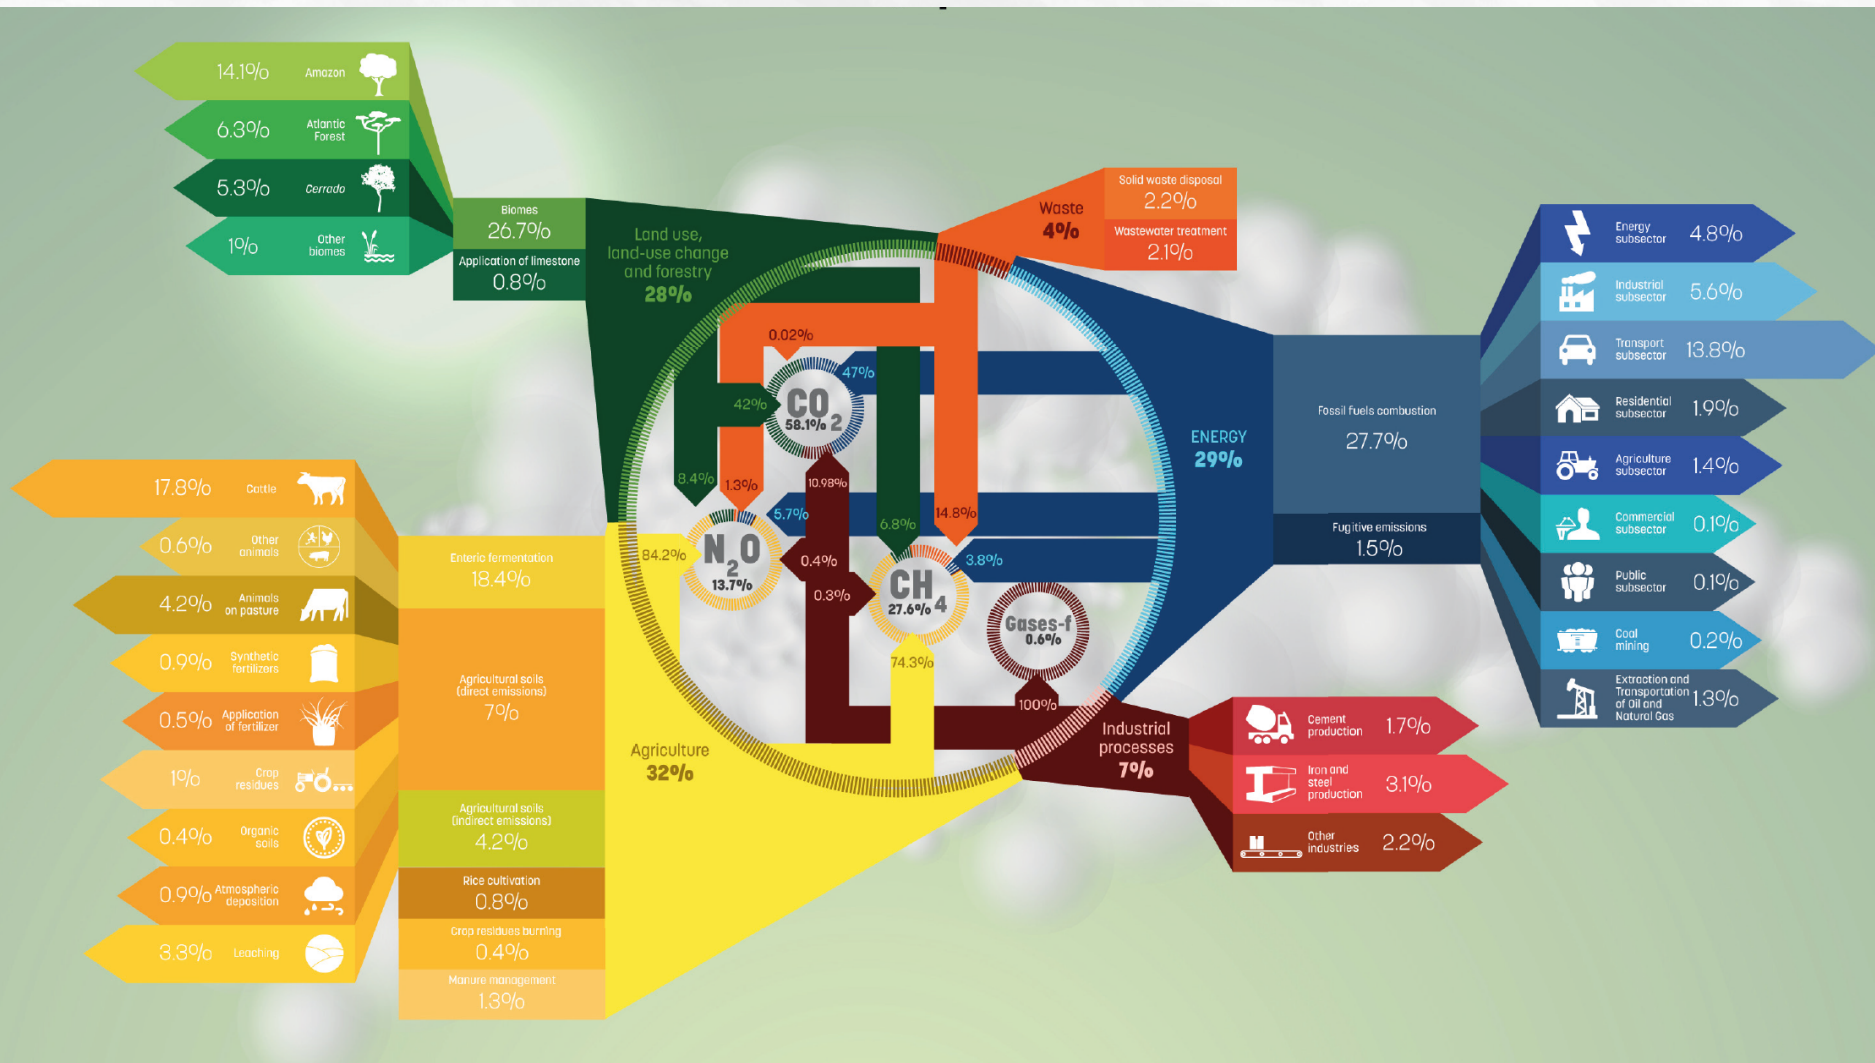 14.1%
Amazon
6.3%
Atlantic
Forest
5.3%
Cerrado
1%
Other
biomes
Biomes
26.7%
Application of limestone
0.8%
Land use,
land-use change
and forestry
28%
Waste
4%
Solid waste disposal
2.2%
Wastewater treatment
2.1%
ENERGY
29%
Fossil fuels combustion
27.7%
Fugitive emissions
1.5%
Energy
subsector
4.8%
Industrial
subsector
5.6%
Transport
subsector
13.8%
Residential
subsector
1.9%
Agriculture
subsector
1.4%
Commercial
subsector
0.1%
Public
subsector
0.1%
Coal
mining
0.2%
Extraction and
Transportation
of Oil and
Natural Gas
1.3%
0.02%
47%
42%
CO2
58.1%
8.4%
1.3%
10.98%
5.7%
6.8%
14.8%
84.2%
N2O
13.7%
0.4%
3.8%
0.3%
CH4
27.6%
Gases-f
0.6%
74.3%
100%
17.8%
Cattle
0.6%
Other
animals
4.2%
Animals
on pasture
0.9%
Synthetic
fertilizers
0.5%
Application
of fertilizer
1%
Crop
residues
0.4%
Organic
soils
0.9%
Atmospheric
deposition
3.3%
Leaching
Enteric fermentation
18.4%
Agricultural soils
(direct emissions)
7%
Agricultural soils
(indirect emissions)
4.2%
Rice cultivation
0.8%
Crop residues burning
0.4%
Manure management
1.3%
Agriculture
32%
Industrial
processes
7%
Cement
production
1.7%
Iron and
steel
production
3.1%
Other
industries
2.2%